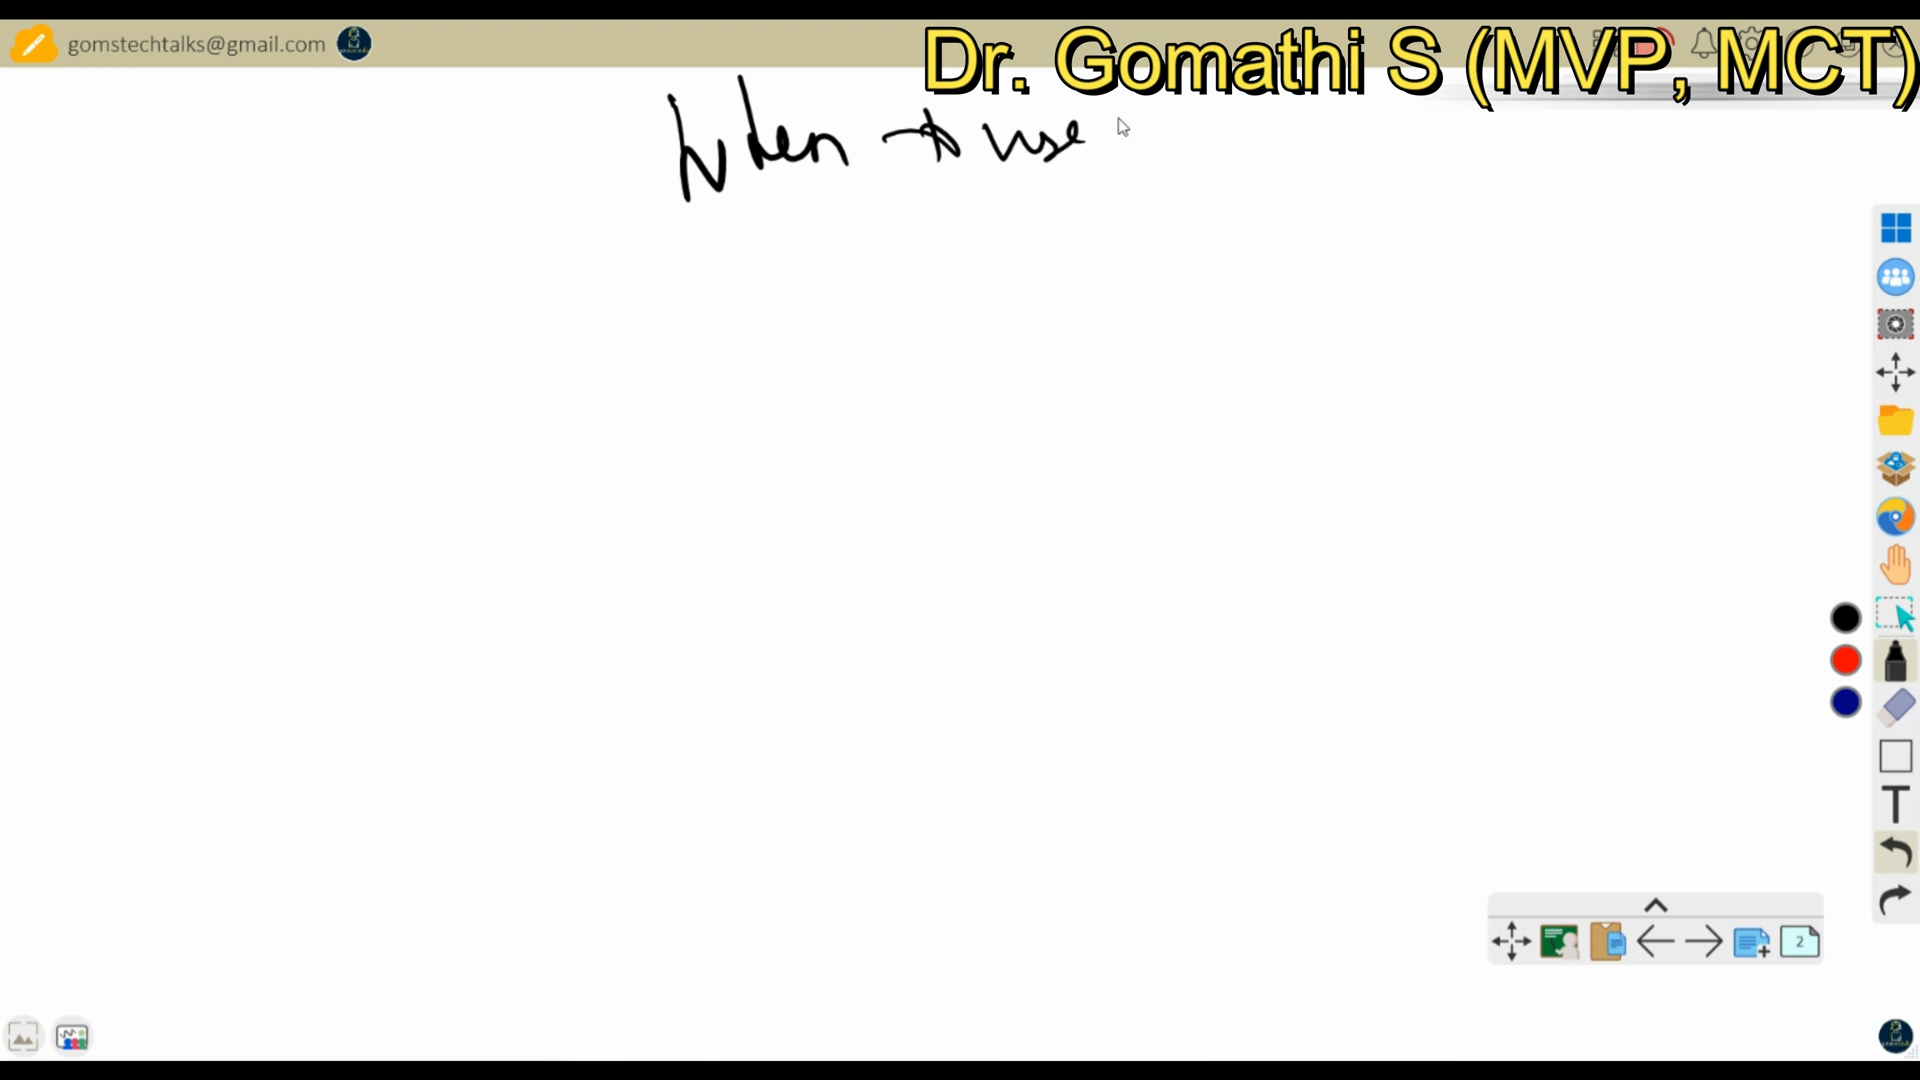 gomstechtalks@gmail.com
Dr. Gomathi S (MVP, MCT)
When to use
T
2